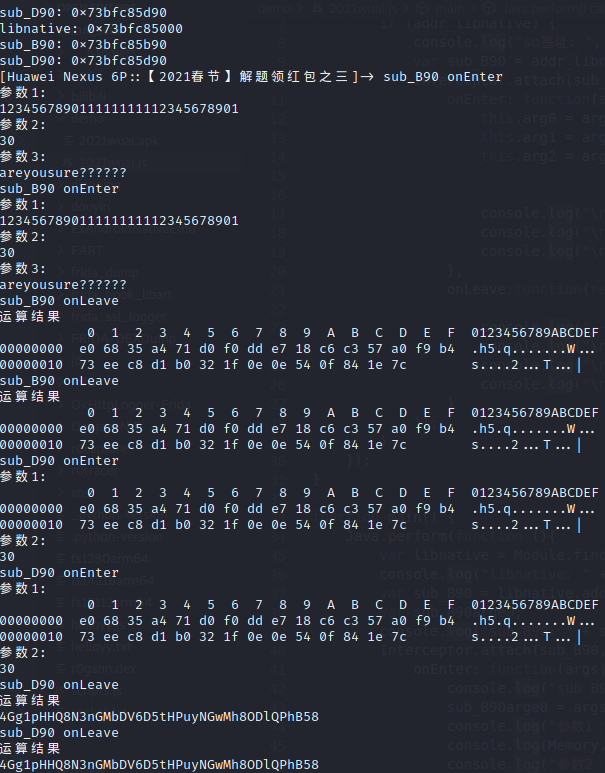 sub_D90: 0×73bfc85d90
libnative: 0×73bfc85000
sub_B90: 0×73bfc85b90
sub_D90: 0×73bfc85d90
[Huawei Nexus 6P::【2021春节】解题领红包之三]→ sub_B90 onEnter
参数1:
123456789011111111112345678901
参数2:
30
参数3:
areyousure??????
sub_B90 onEnter
参数1:
123456789011111111112345678901
参数2:
30
参数3:
areyousure??????
sub_B90 onLeave
运算结果
0 1 2 3 4 5 6 7 8 9 A B C D E F 0123456789ABCDEF
00000000 e0 68 35 a4 71 d0 f0 dd e7 18 c6 c3 57 a0 f9 b4 .h5.q.......W...
00000010 73 ee c8 d1 b0 32 1f 0e 0e 54 0f 84 1e 7c s....2...T...|
sub_B90 onLeave
运算结果
0 1 2 3 4 5 6 7 8 9 A B C D E F 0123456789ABCDEF
00000000 e0 68 35 a4 71 d0 f0 dd e7 18 c6 c3 57 a0 f9 b4 .h5.q.......W...
00000010 73 ee c8 d1 b0 32 1f 0e 0e 54 0f 84 1e 7c s....2...T...|
sub_D90 onEnter
参数1:
0 1 2 3 4 5 6 7 8 9 A B C D E F 0123456789ABCDEF
00000000 e0 68 35 a4 71 d0 f0 dd e7 18 c6 c3 57 a0 f9 b4 .h5.q.......W...
00000010 73 ee c8 d1 b0 32 1f 0e 0e 54 0f 84 1e 7c s....2...T...|
参数2:
30
sub_D90 onEnter
参数1:
0 1 2 3 4 5 6 7 8 9 A B C D E F 0123456789ABCDEF
00000000 e0 68 35 a4 71 d0 f0 dd e7 18 c6 c3 57 a0 f9 b4 .h5.q.......W...
00000010 73 ee c8 d1 b0 32 1f 0e 0e 54 0f 84 1e 7c s....2...T...|
参数2:
30
sub_D90 onLeave
运算结果
4Gg1pHHQ8N3nGMbDV6D5tHPuyNGwMh8ODlQPhB58
sub_D90 onLeave
运算结果
4Gg1pHHQ8N3nGMbDV6D5tHPuyNGwMh8ODlQPhB58